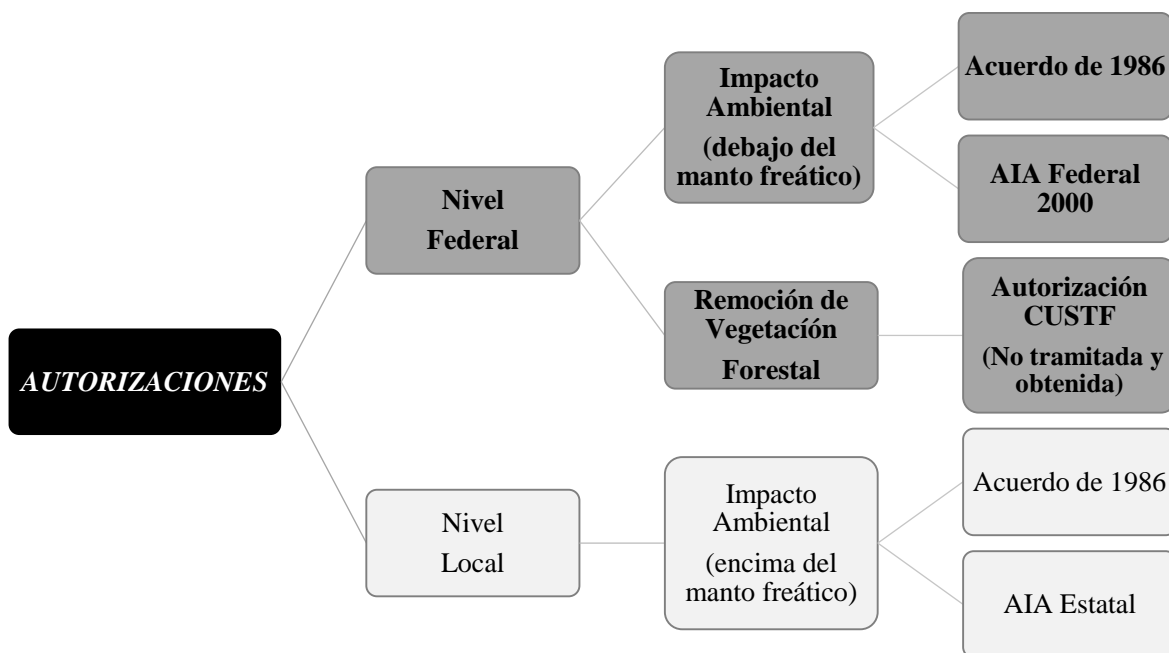 AUTORIZACIONES
Nivel
Federal
Impacto
Ambiental
(debajo del
manto freático)
Acuerdo de 1986
AIA Federal
2000
Remoción de
Vegetacíón
Forestal
Autorización
CUSTF
(No tramitada y
obtenida)
Nivel
Local
Impacto
Ambiental
(encima del
manto freático)
Acuerdo de 1986
AIA Estatal